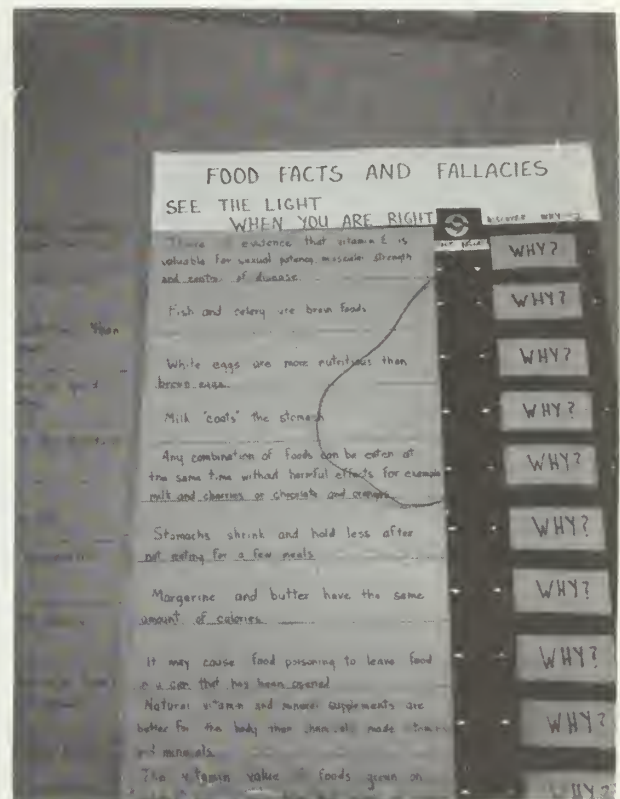 FOOD FACTS AND FALLACIES
SEE THE LIGHT
WHEN YOU ARE RIGHT
DISCOVER WHY
There is evidence that vitamin E is
valuable for sexual potency, muscular strength
and control of disease
Fish and celery are brain foods
White eggs are more nutritious than
brown eggs
Milk "coats" the stomach
Any combination of foods can be eaten at
the same time without harmful effects for example
milk and cherries or chocolate and oranges
Stomachs shrink and hold less after
not eating for a few meals
Margarine and butter have the same
amount of calories
It may cause food poisoning to leave food
in a can that has been opened
Natural vitamin and mineral supplements are
better for the body than made
and minerals.
The vitamin value of foods grown on
WHY?
WHY?
WHY?
WHY?
WHY?
WHY?
WHY?
WHY?
WHY?
WHY?